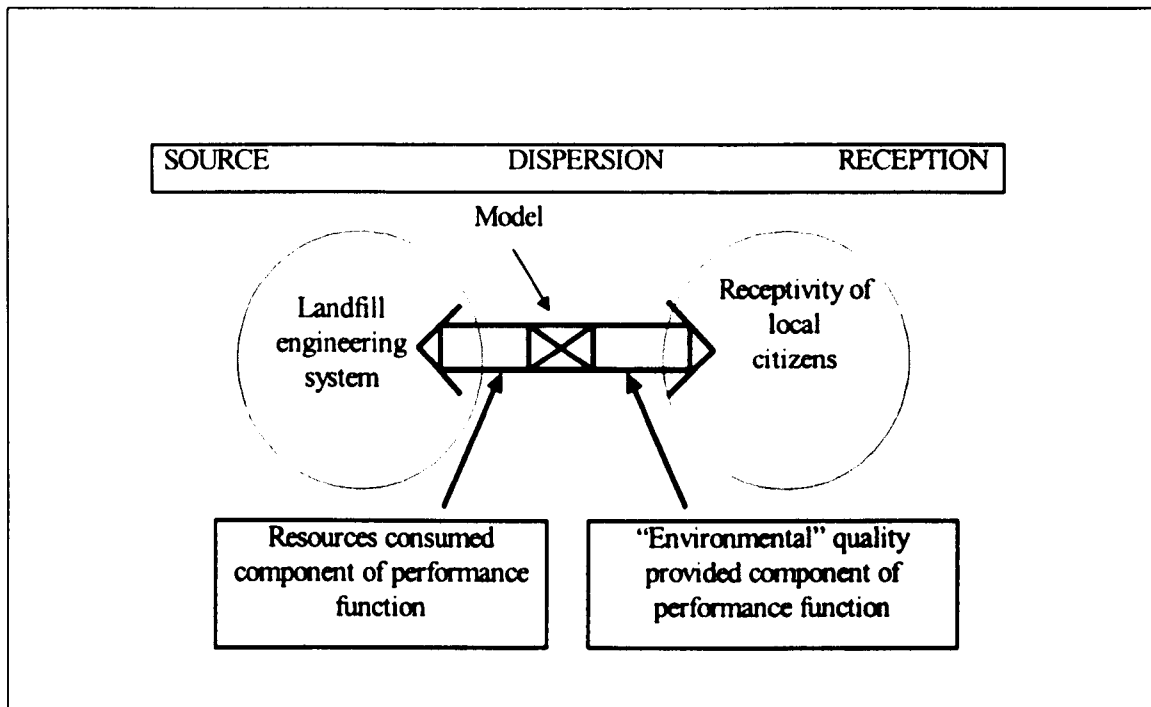 SOURCE DISPERSION RECEPTION
Model
Landfill
engineering
system
Receptivity of
local
citizens
Resources consumed
component of performance
function
“Environmental” quality
provided component of
performance function